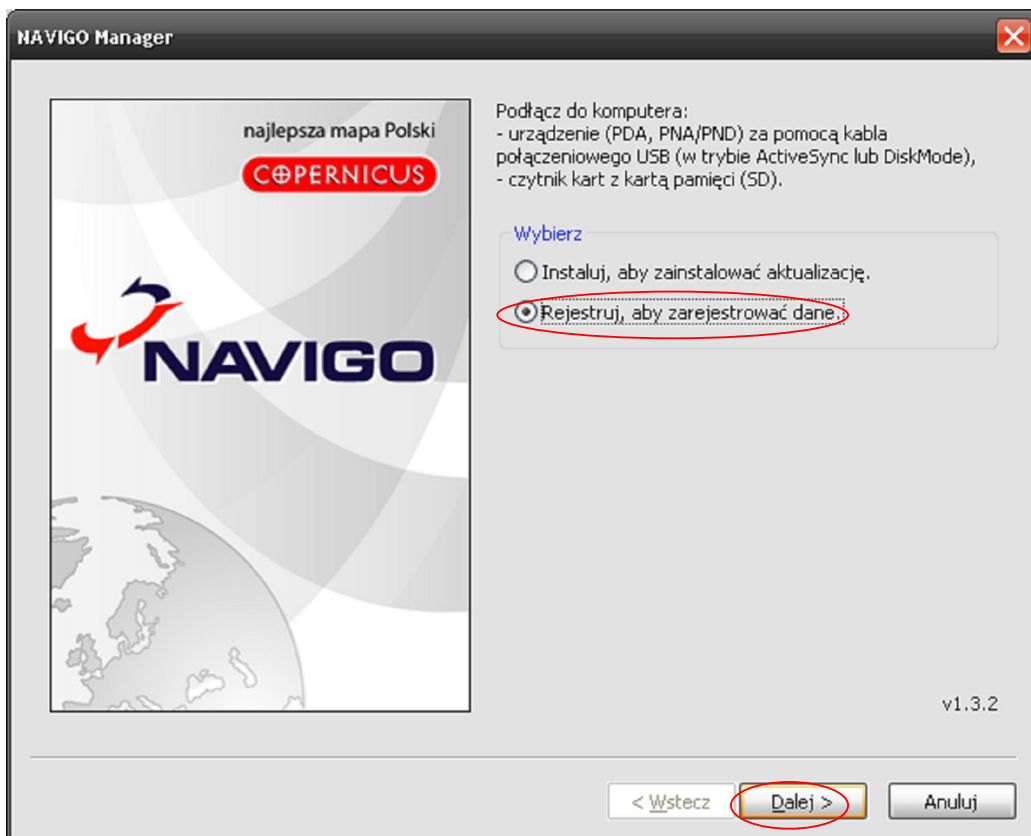 NAVIGO Manager
najlepsza mapa Polski
COPERNICUS
NAVIGO
Podłącz do komputera:
- urządzenie (PDA, PNA/PND) za pomocą kabla
połączeniowego USB (w trybie ActiveSync lub DiskMode),
- czytnik kart z kartą pamięci (SD).
Wybierz
Instaluj, aby zainstalować aktualizację.
Rejestruj, aby zarejestrować dane.
v1.3.2
< Wstecz
Dalej >
Anuluj